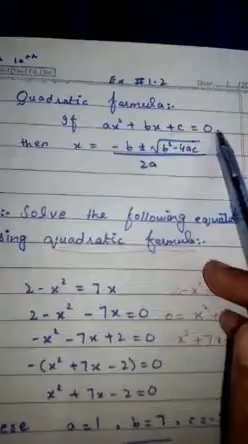 10th
Ex #1.2
Quadratic formula:.
If ax² + bx + c = 0
then x = -b ± √b²-4ac
2a
:- Solve the following
sing quadratic formula:-
2 - x² = 7x
2 - x² - 7x = 0
-x² - 7x + 2 = 0
-(x² + 7x - 2) = 0
x² + 7x - 2 = 0
a = 1, b = 7, c =